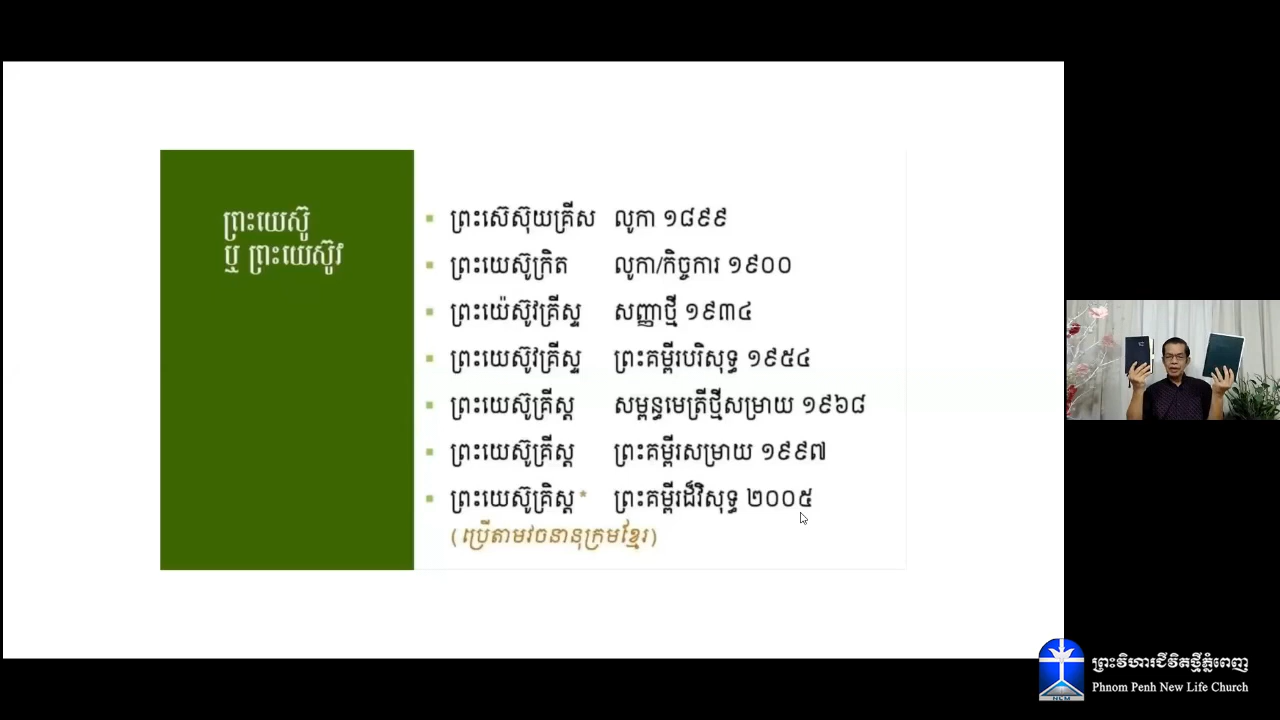 ព្រះយេស៊ូ
ឬ ព្រះយេស៊ូវ
ព្រះស៊េស៊ុយគ្រីស លូកា ១៨៩៩
ព្រះយេស៊ូក្រិត លូកា/កិច្ចការ ១៩០០
ព្រះយ៉េស៊ូវគ្រីស្ទ សញ្ញាថ្មី ១៩៣៤
ព្រះយេស៊ូវគ្រីស្ទ ព្រះគម្ពីរបរិសុទ្ធ ១៩៥៤
ព្រះយេស៊ូគ្រីស្ត សម្ពន្ធមេត្រីថ្មីសម្រាយ ១៩៦៨
ព្រះយេស៊ូគ្រីស្ត ព្រះគម្ពីរសម្រាយ ១៩៩៧
ព្រះយេស៊ូគ្រិស្ត* ព្រះគម្ពីរដ៏វិសុទ្ធ ២០០៥
(ប្រើតាមវចនានុក្រមខ្មែរ)
ព្រះវិហារជីវិតថ្មីភ្នំពេញ
Phnom Penh New Life Church
NCM